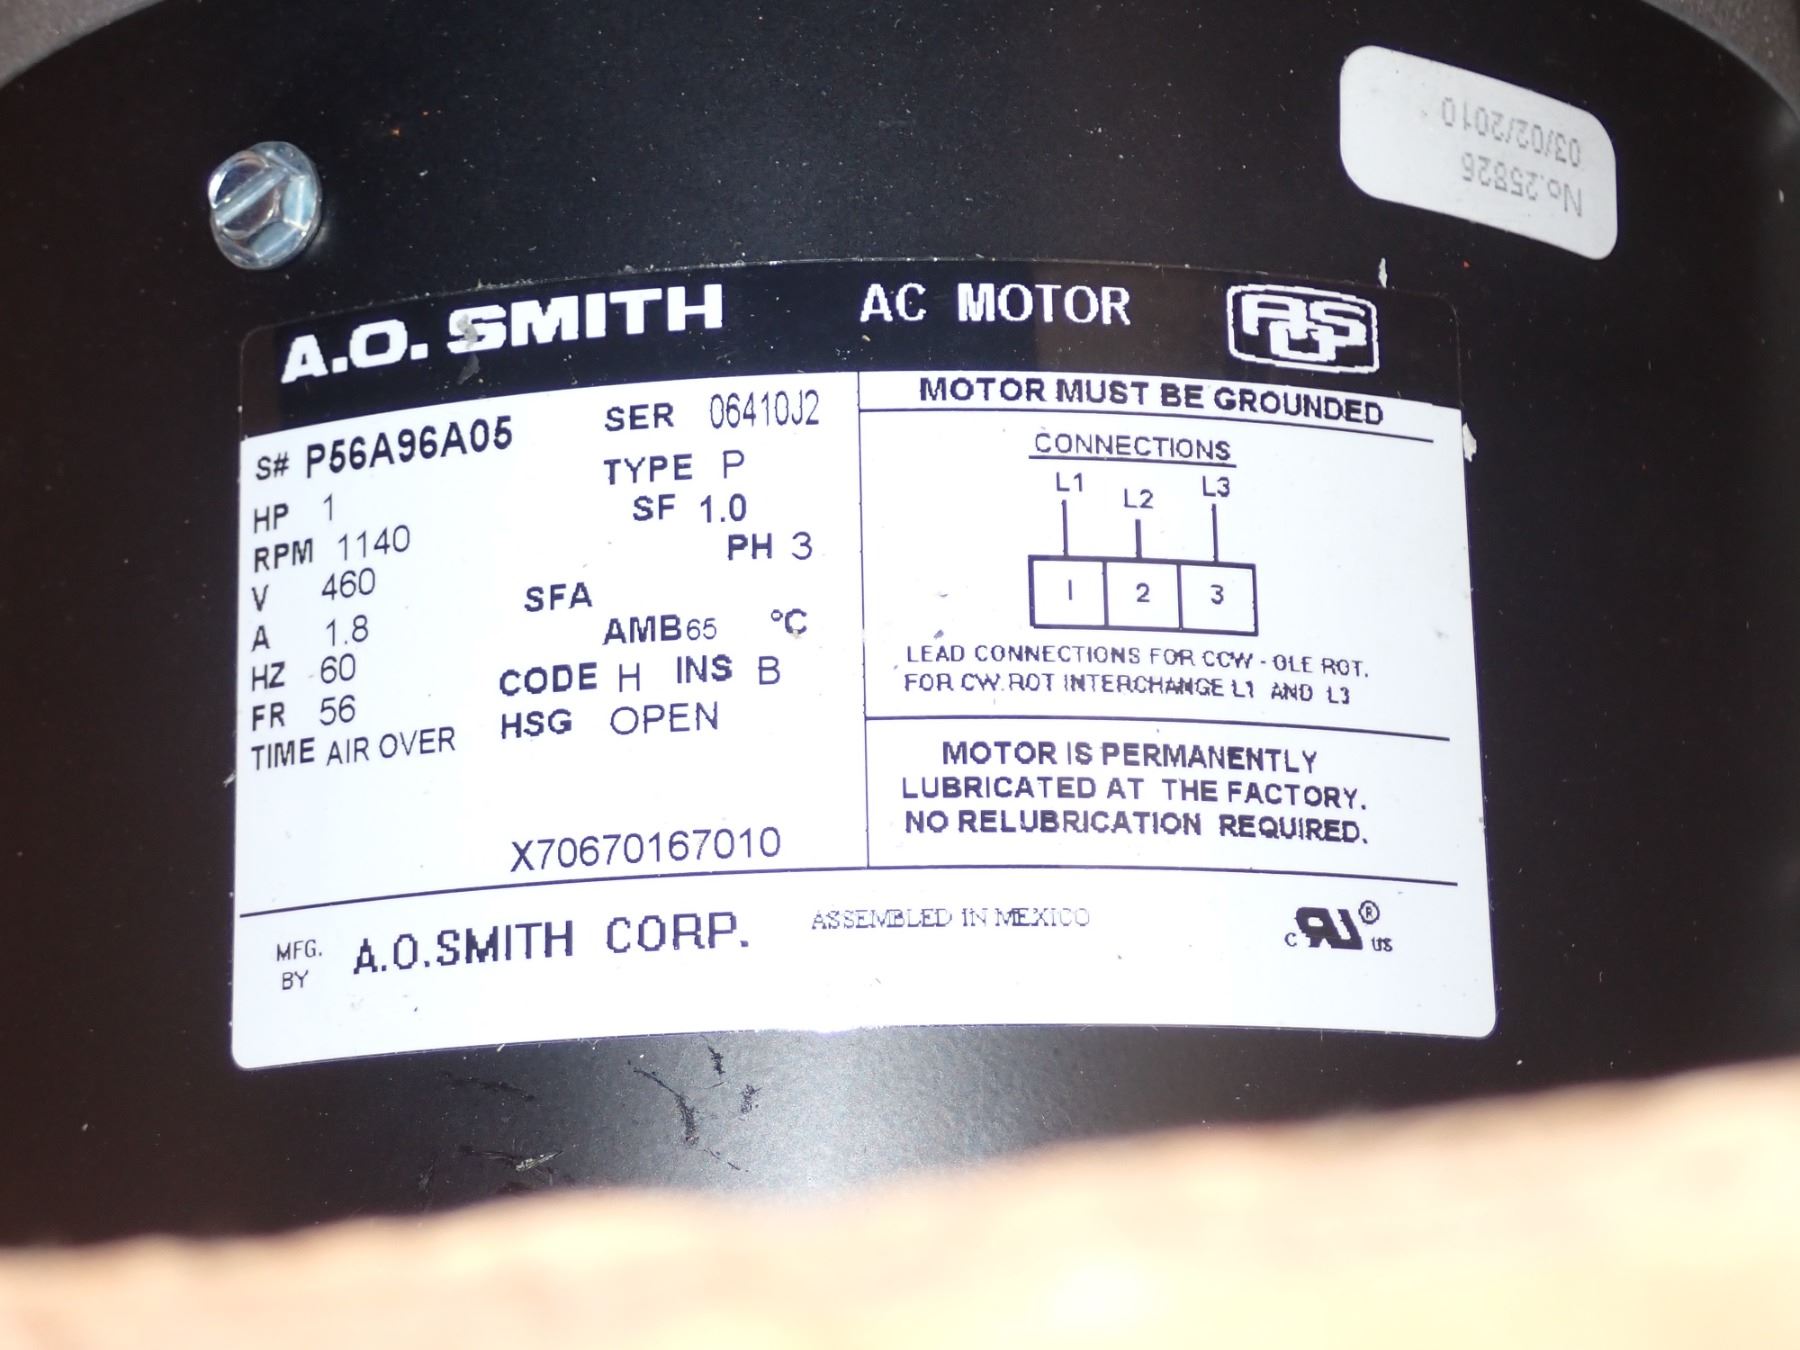 No.25826
03/02/2010
A.O. SMITH AC MOTOR AOS
S# P56A96A05
HP 1
RPM 1140
V 460
A 1.8
HZ 60
FR 56
TIME AIR OVER
SER 06410J2
TYPE P
SF 1.0
PH 3
SFA
AMB 65 °C
CODE H INS B
HSG OPEN
X70670167010
MOTOR MUST BE GROUNDED
CONNECTIONS
L1 L2 L3
1 2 3
LEAD CONNECTIONS FOR CCW - OLE ROT.
FOR CW.ROT INTERCHANGE L1 AND L3
MOTOR IS PERMANENTLY
LUBRICATED AT THE FACTORY.
NO RELUBRICATION REQUIRED.
MFG.
BY
A.O.SMITH CORP.
ASSEMBLED IN MEXICO
c RU ® US